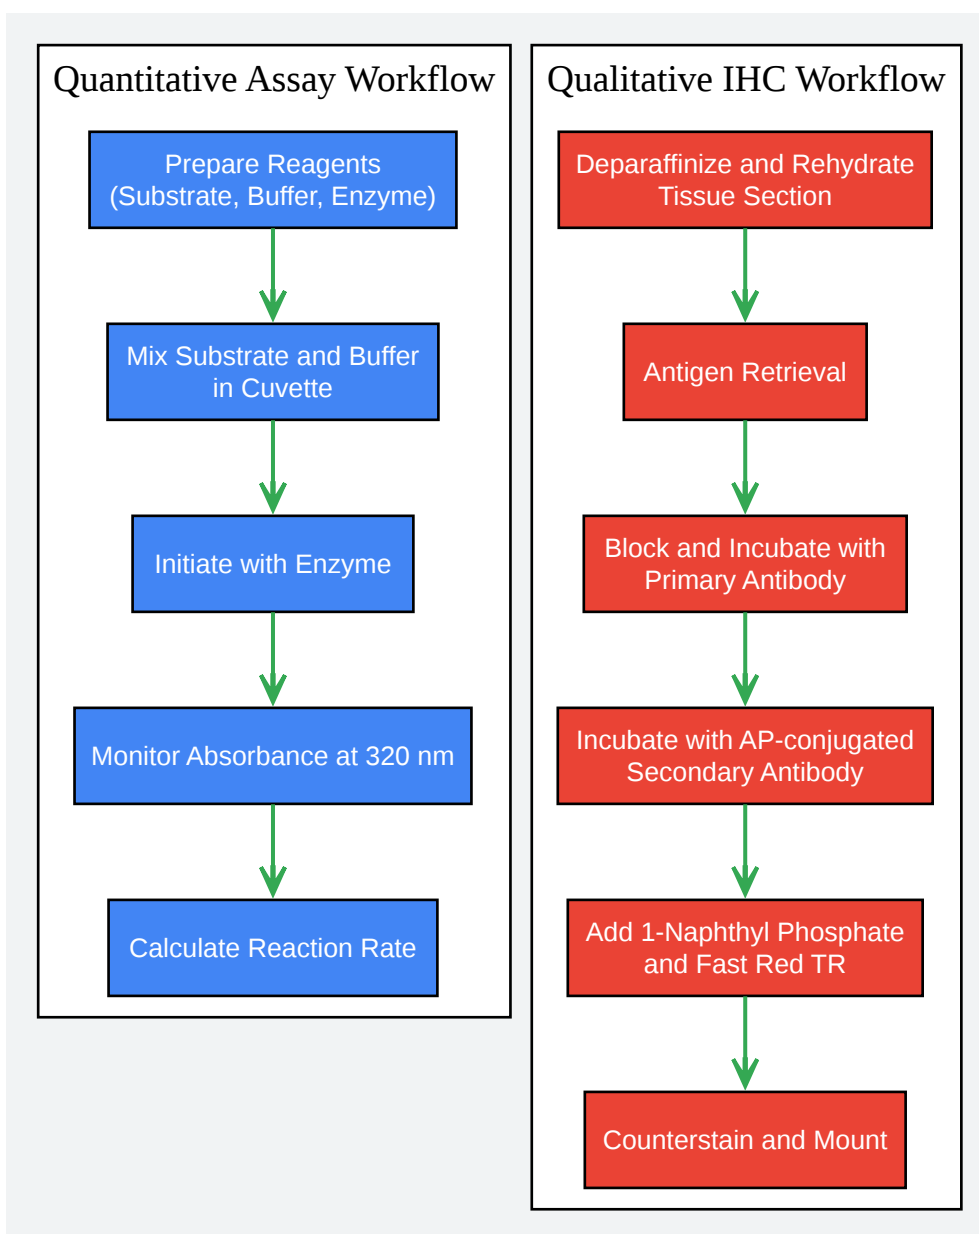 Quantitative Assay Workflow
Prepare Reagents
(Substrate, Buffer, Enzyme)
Mix Substrate and Buffer
in Cuvette
Initiate with Enzyme
Monitor Absorbance at 320 nm
Calculate Reaction Rate
Qualitative IHC Workflow
Deparaffinize and Rehydrate
Tissue Section
Antigen Retrieval
Block and Incubate with
Primary Antibody
Incubate with AP-conjugated
Secondary Antibody
Add 1-Naphthyl Phosphate
and Fast Red TR
Counterstain and Mount